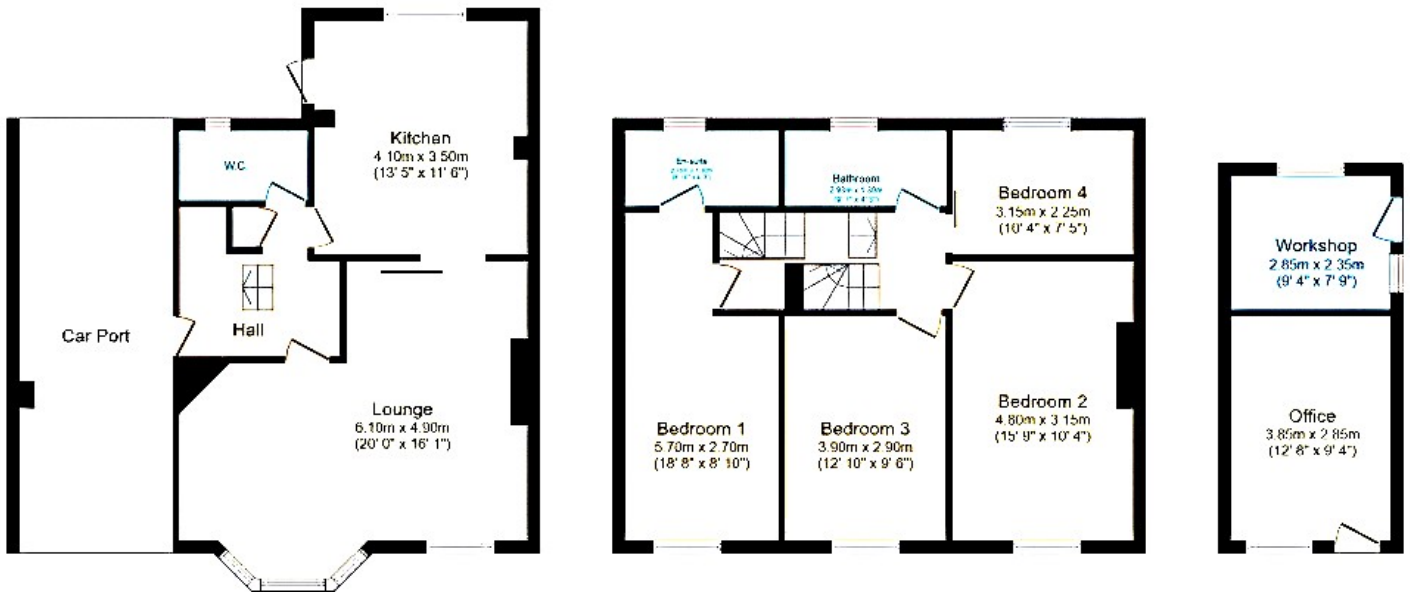 Kitchen
4.10m x 3.50m
(13' 5" x 11' 6")
W.C.
Car Port
Hall
Lounge
6.10m x 4.90m
(20' 0" x 16' 1")
En-suite
Bathroom
Bedroom 4
3.15m x 2.25m
(10' 4" x 7' 5")
Bedroom 1
5.70m x 2.70m
(18' 8" x 8' 10")
Bedroom 3
3.90m x 2.90m
(12' 10" x 9' 6")
Bedroom 2
4.80m x 3.15m
(15' 9" x 10' 4")
Workshop
2.85m x 2.35m
(9' 4" x 7' 9")
Office
3.85m x 2.85m
(12' 8" x 9' 4")